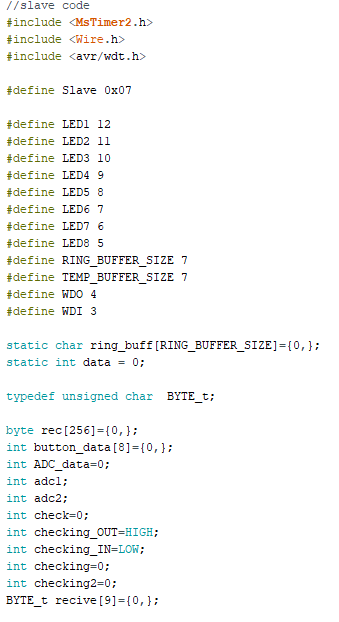 //slave code
#include <MsTimer2.h>
#include <Wire.h>
#include <avr/wdt.h>
#define Slave 0x07
#define LED1 12
#define LED2 11
#define LED3 10
#define LED4 9
#define LED5 8
#define LED6 7
#define LED7 6
#define LED8 5
#define RING_BUFFER_SIZE 7
#define TEMP_BUFFER_SIZE 7
#define WDO 4
#define WDI 3
static char ring_buff[RING_BUFFER_SIZE]={0,};
static int data = 0;
typedef unsigned char  BYTE_t;
byte rec[256]={0,};
int button_data[8]={0,};
int ADC_data=0;
int adc1;
int adc2;
int check=0;
int checking_OUT=HIGH;
int checking_IN=LOW;
int checking=0;
int checking2=0;
BYTE_t recive[9]={0,};